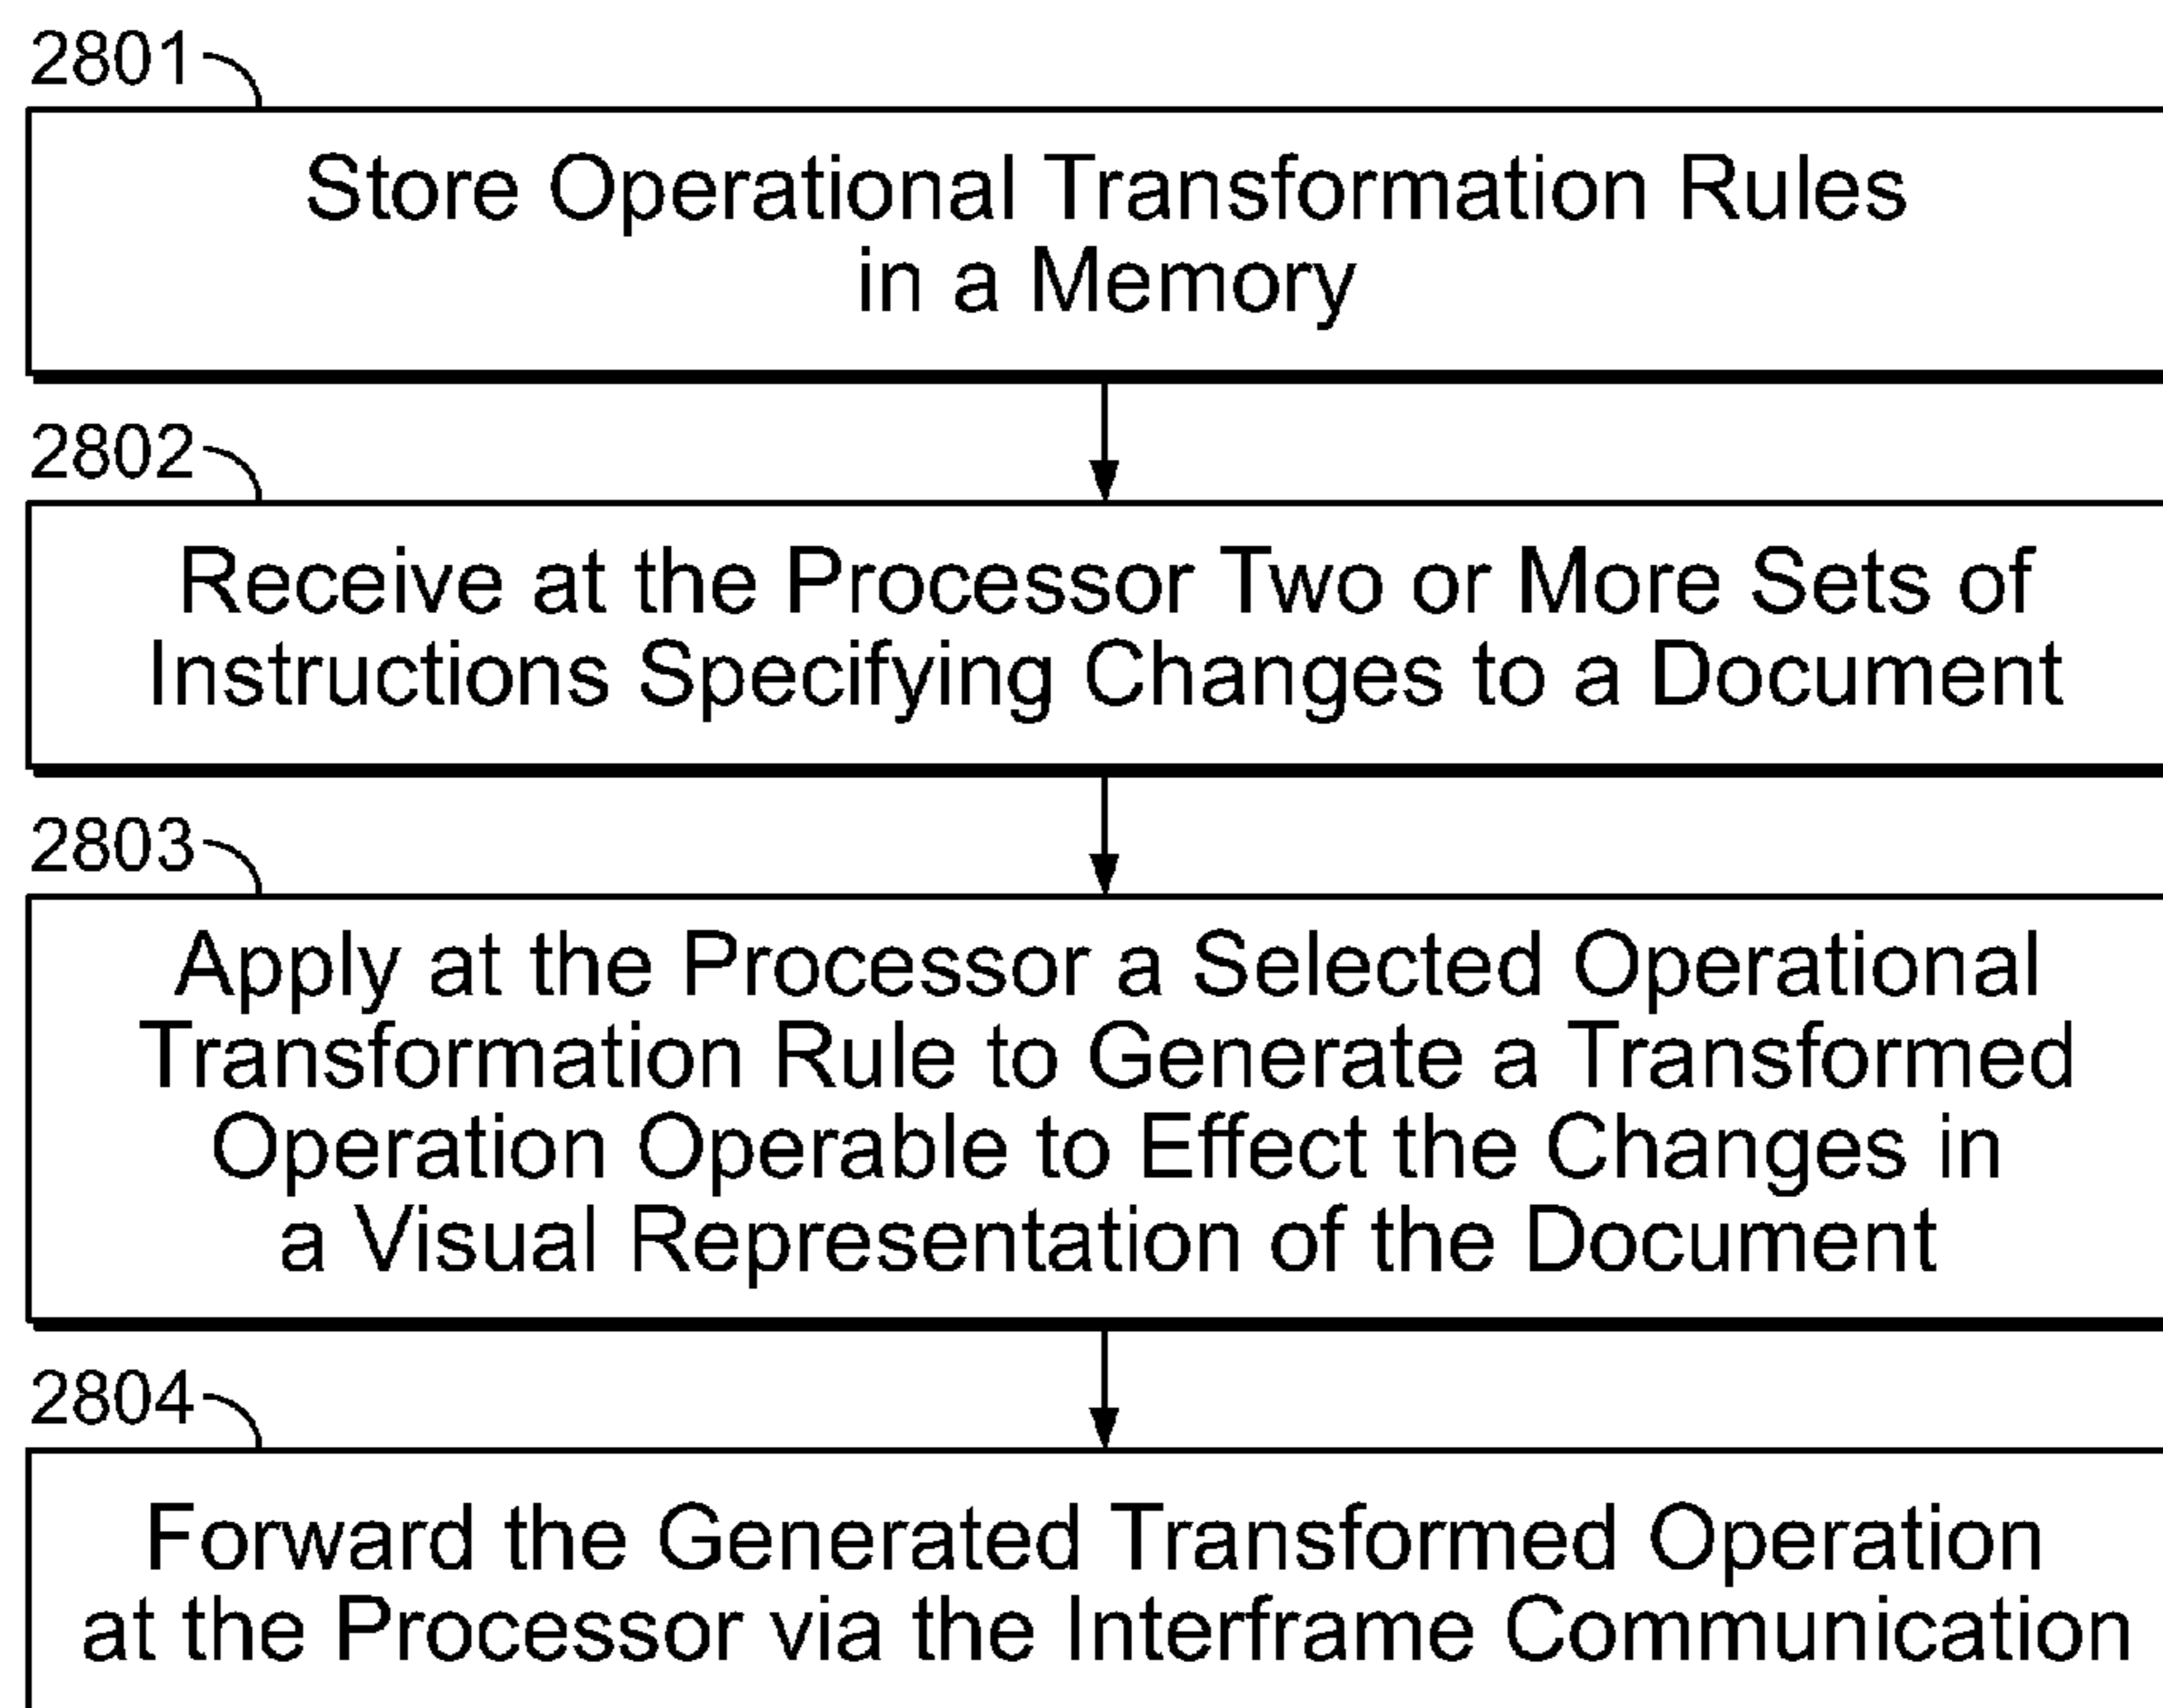 2801
Store Operational Transformation Rules
in a Memory
2802
Receive at the Processor Two or More Sets of
Instructions Specifying Changes to a Document
2803
Apply at the Processor a Selected Operational
Transformation Rule to Generate a Transformed
Operation Operable to Effect the Changes in
a Visual Representation of the Document
2804
Forward the Generated Transformed Operation
at the Processor via the Interframe Communication